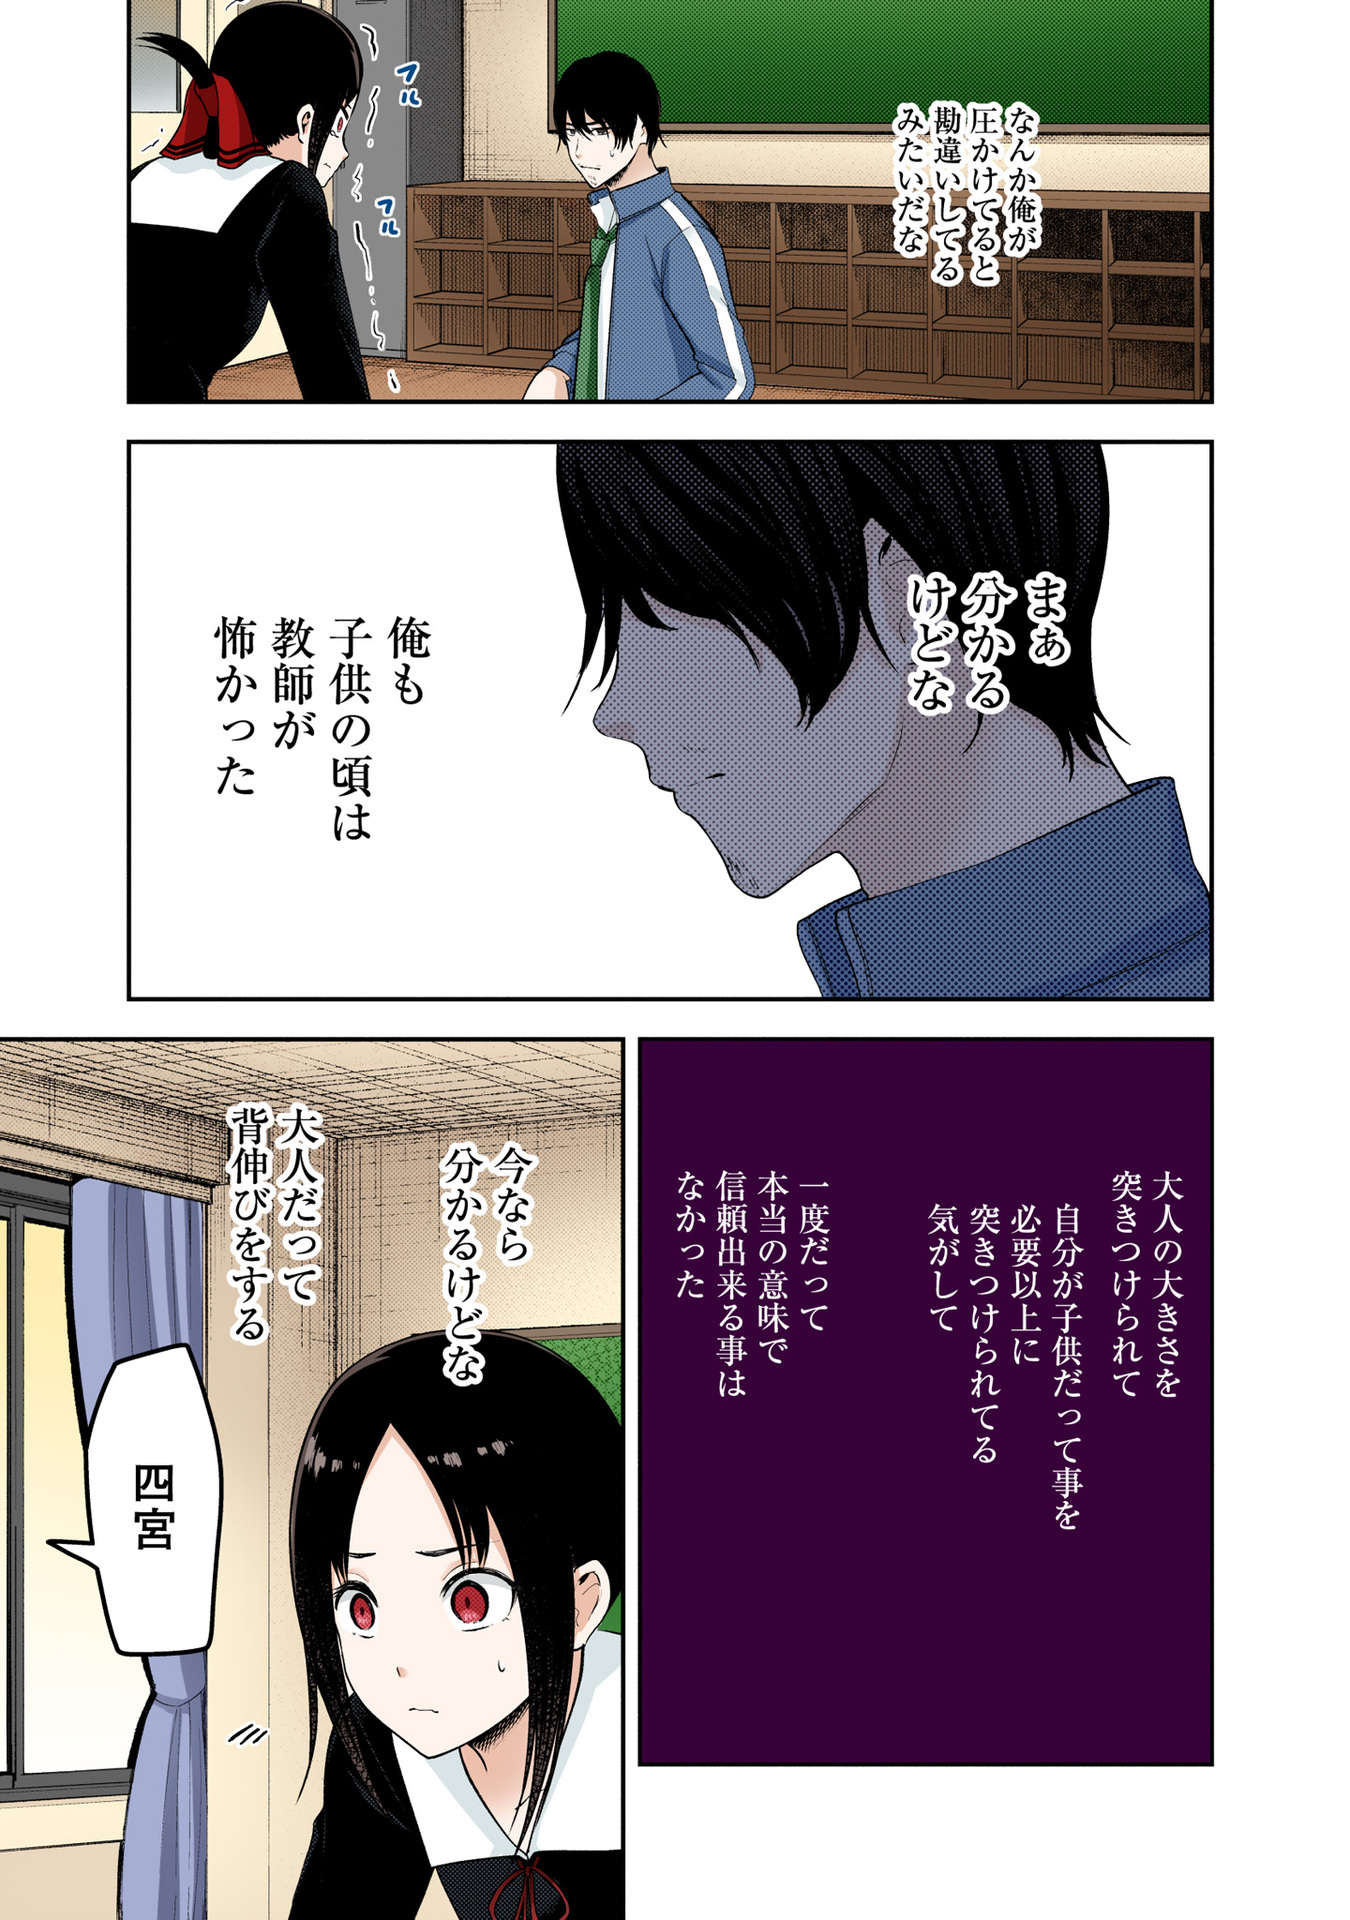 なんか俺が
圧かけてると
勘違いしてる
みたいだな
フル
フル
まぁ
分かる
けどな
俺も
子供の頃は
教師が
怖かった
大人の大きさを
突きつけられて
自分が子供だって事を
必要以上に
突きつけられてる
気がして
一度だって
本当の意味で
信頼出来る事は
なかった
今なら
分かるけどな
大人だって
背伸びをする
四宮